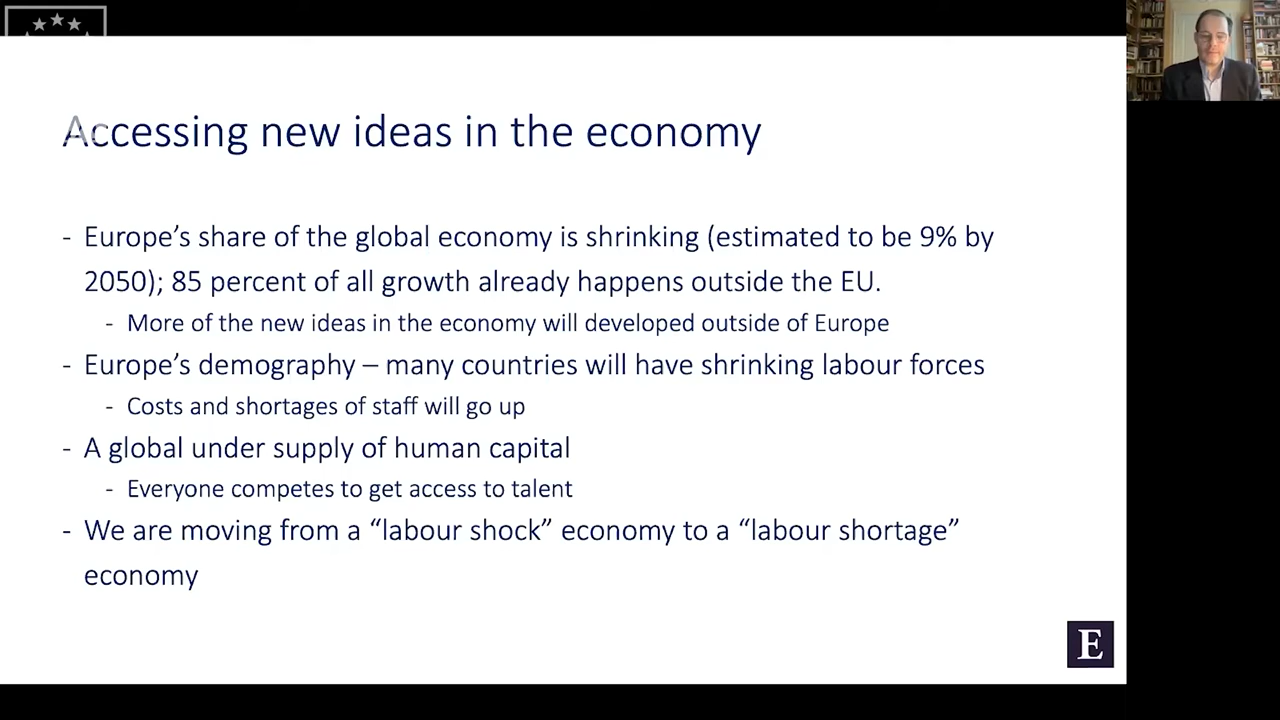 Accessing new ideas in the economy
- Europe’s share of the global economy is shrinking (estimated to be 9% by
2050); 85 percent of all growth already happens outside the EU.
- More of the new ideas in the economy will developed outside of Europe
- Europe’s demography – many countries will have shrinking labour forces
- Costs and shortages of staff will go up
- A global under supply of human capital
- Everyone competes to get access to talent
- We are moving from a “labour shock” economy to a “labour shortage”
economy
E